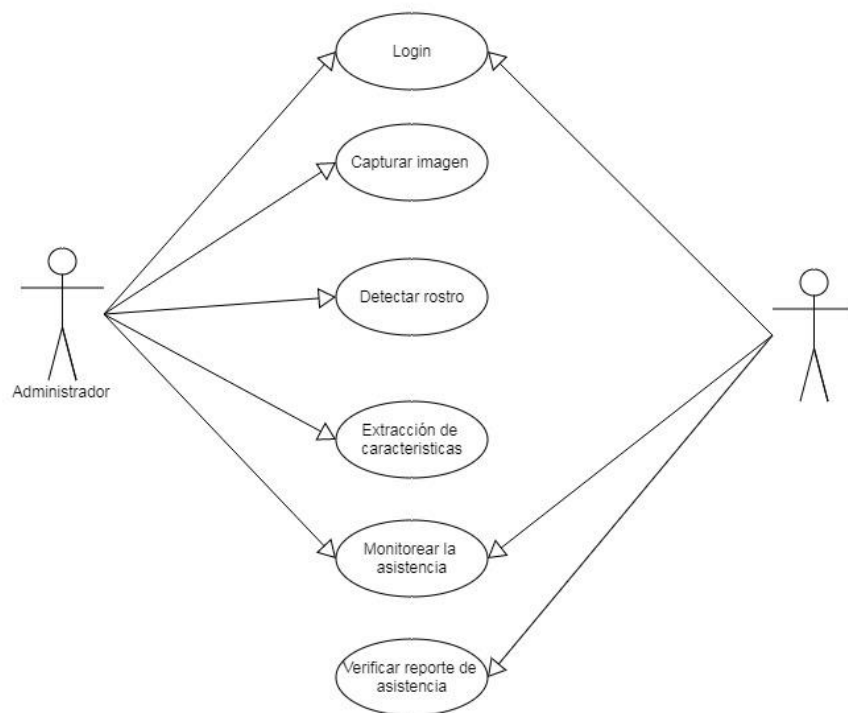 Login
Capturar imagen
Detectar rostro
Administrador
Extracción de
caracteristicas
Monitorear la
asistencia
Verificar reporte de
asistencia